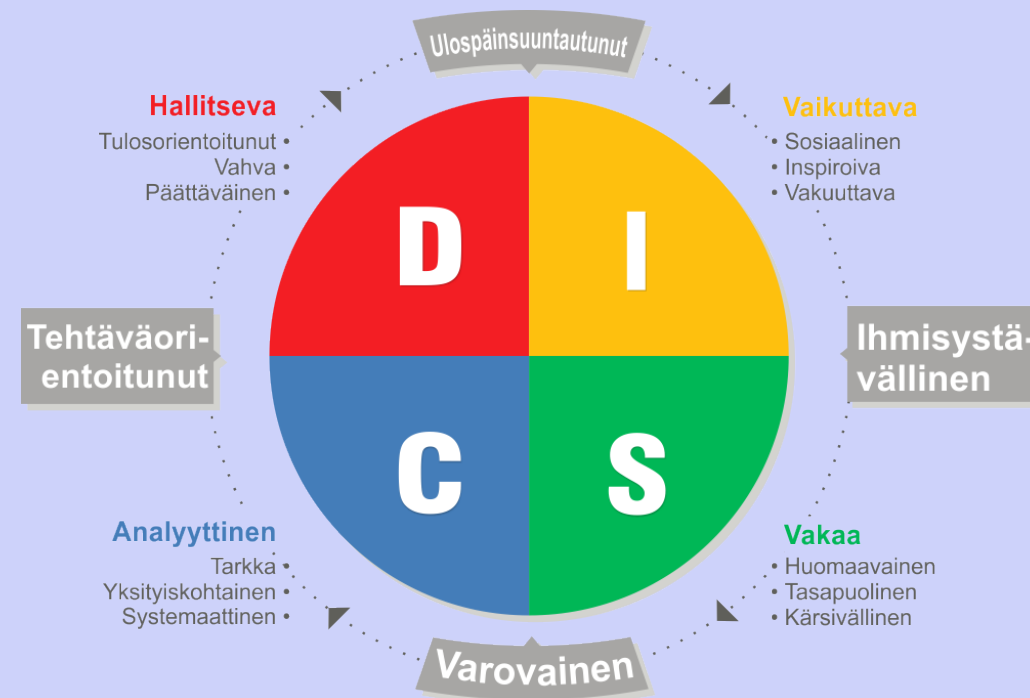 Ulospäinsuuntautunut
Hallitseva
Tulosorientoitunut •
Vahva •
Päättäväinen •
Vaikuttava
• Sosiaalinen
• Inspiroiva
• Vakuuttava
D
I
Tehtäväori-
entoitunut
Ihmisystä-
vällinen
C
S
Analyyttinen
Tarkka •
Yksityiskohtainen •
Systemaattinen •
Vakaa
• Huomaavainen
• Tasapuolinen
• Kärsivällinen
Varovainen